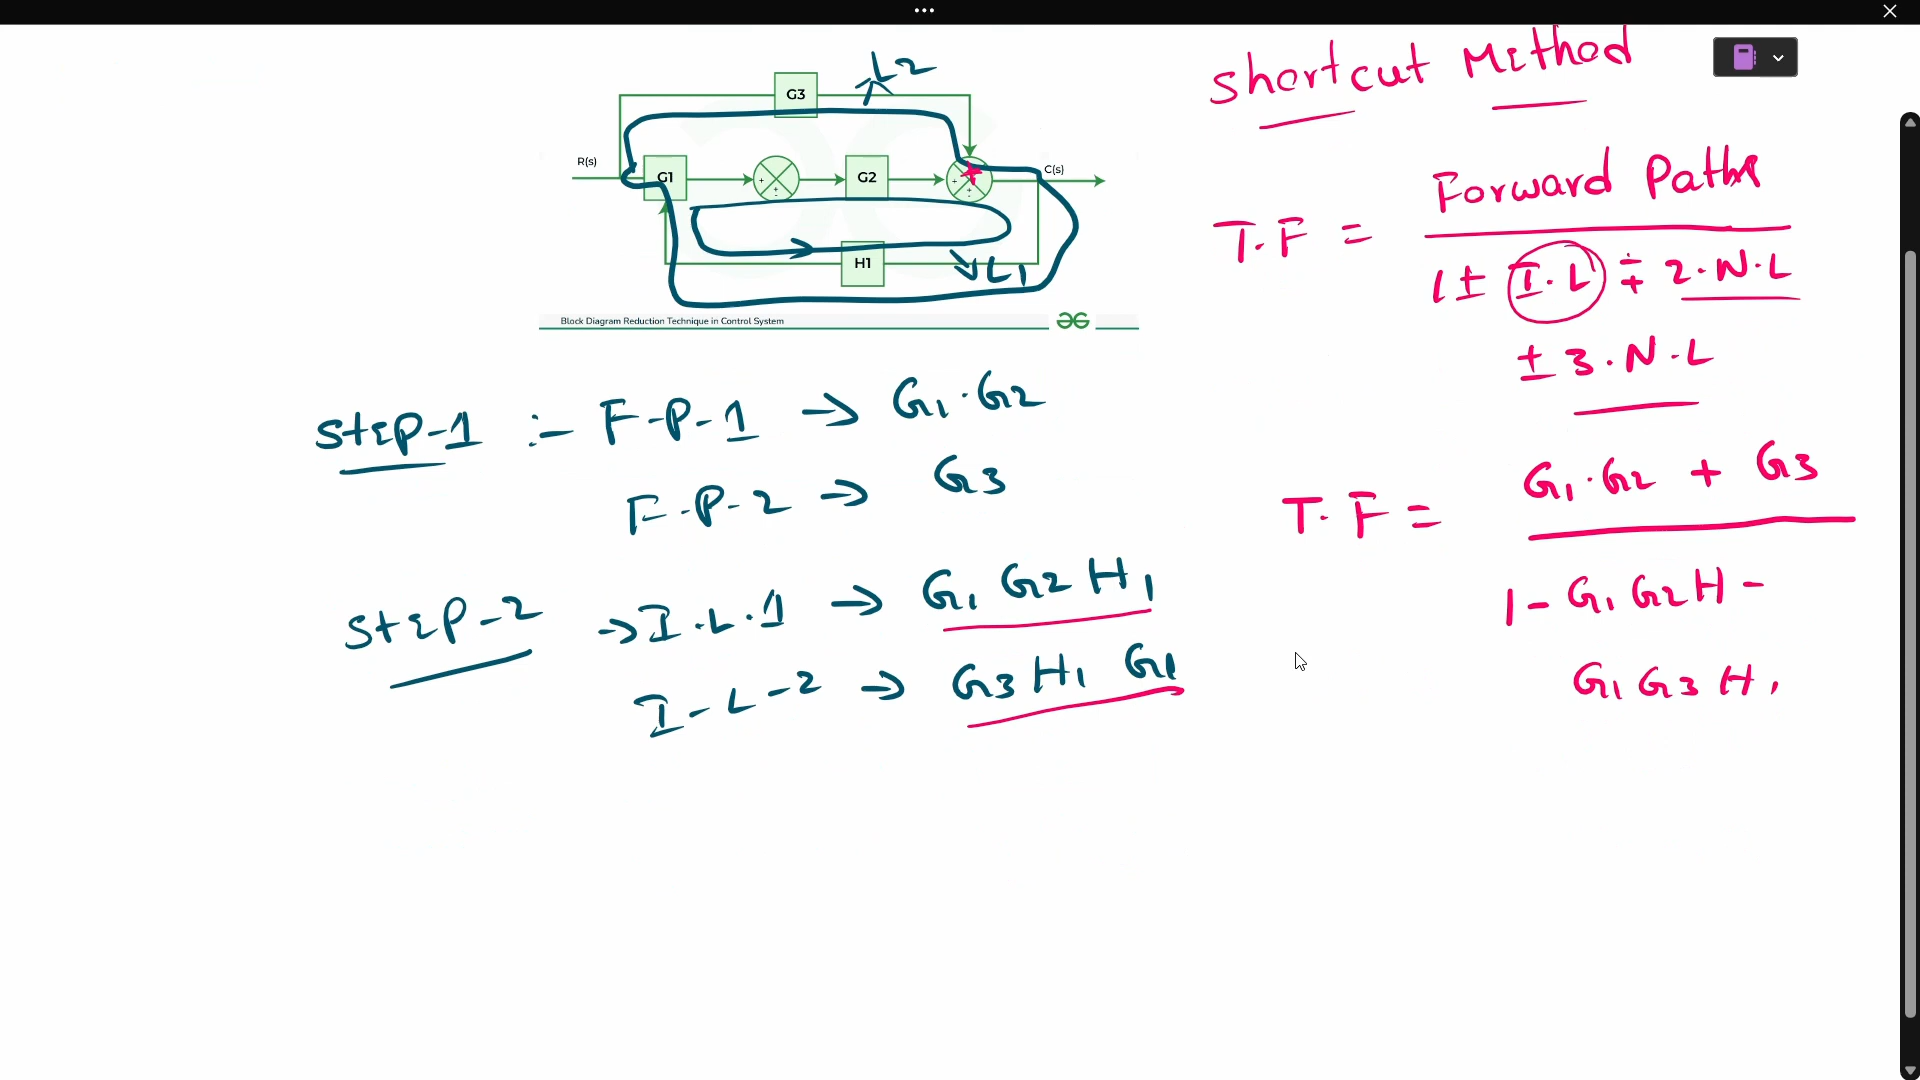 shortcut Method
G3
L2
R(s)
G1
G2
C(s)
H1
L1
Block Diagram Reduction Technique in Control System
T.F = Forward Paths
1 ± I.L ∓ 2.N.L
± 3.N.L
Step-1 :- F-P-1 → G1.G2
F-P-2 → G3
T.F = G1.G2 + G3
1 - G1 G2 H -
G1 G3 H1
Step-2 → I.L.1 → G1 G2 H1
I-L-2 → G3 H1 G1